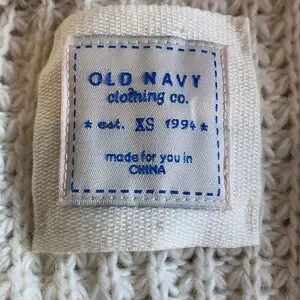 OLD NAVY
clothing co.
* est. XS 1994 *
made for you in
CHINA